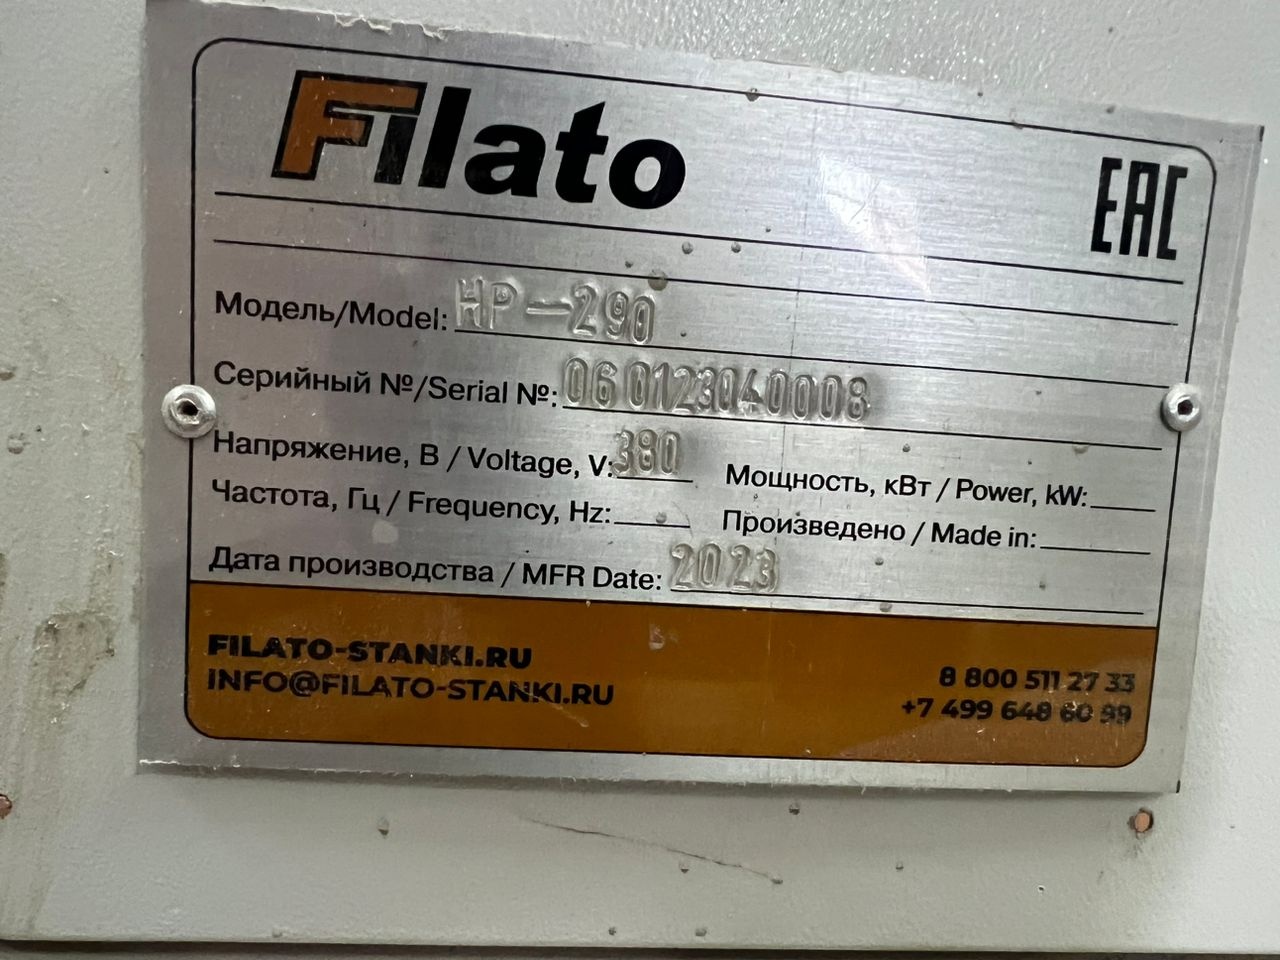 Filato
EAC
Модель/Model: HP-290
Серийный №/Serial №: 060123040008
Напряжение, В / Voltage, V: 380 Мощность, кВт / Power, kW:
Частота, Гц / Frequency, Hz: Произведено / Made in:
Дата производства / MFR Date: 2023
FILATO-STANKI.RU
INFO@FILATO-STANKI.RU
8 800 511 27 33
+7 499 648 60 99